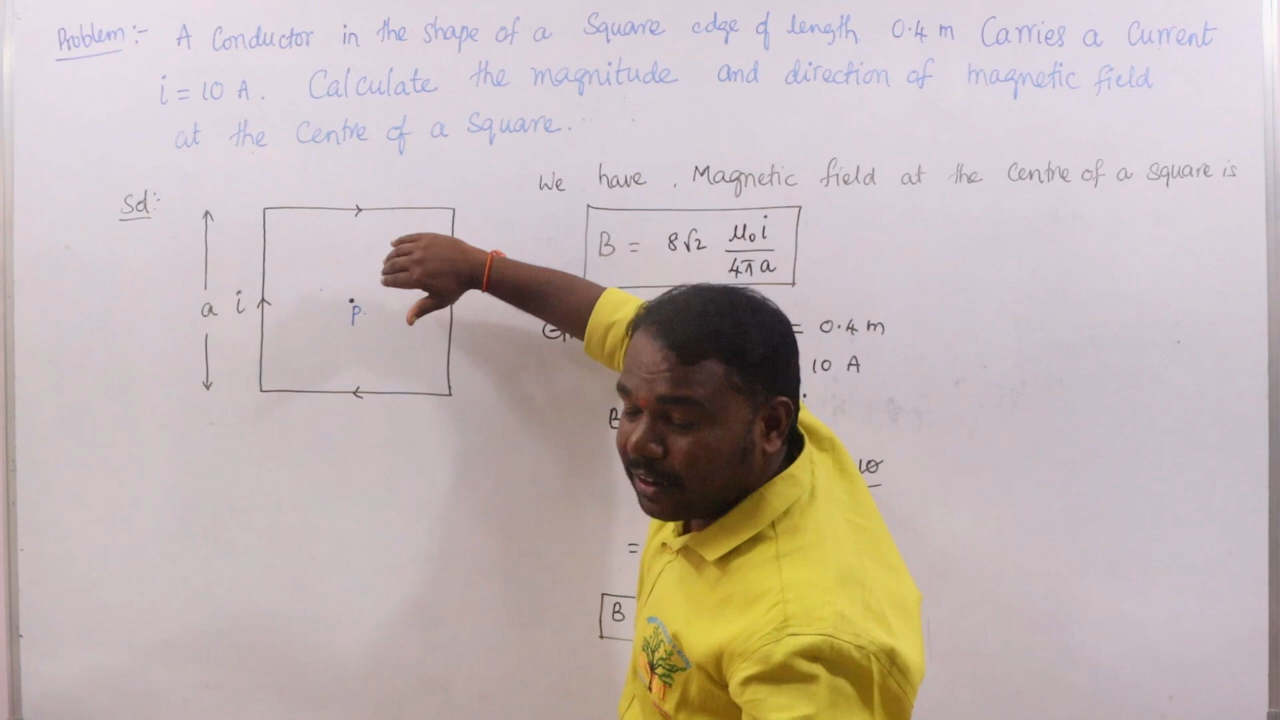 Problem:- A Conductor in the shape of a Square edge of length 0.4 m Carries a Current
i = 10 A. Calculate the magnitude and direction of magnetic field
at the Centre of a Square.
We have, Magnetic field at the Centre of a square is
Sol:-
B = 8√2 μ₀i / 4πa
a i
p.
= 0.4 m
10 A
B
10
=
B